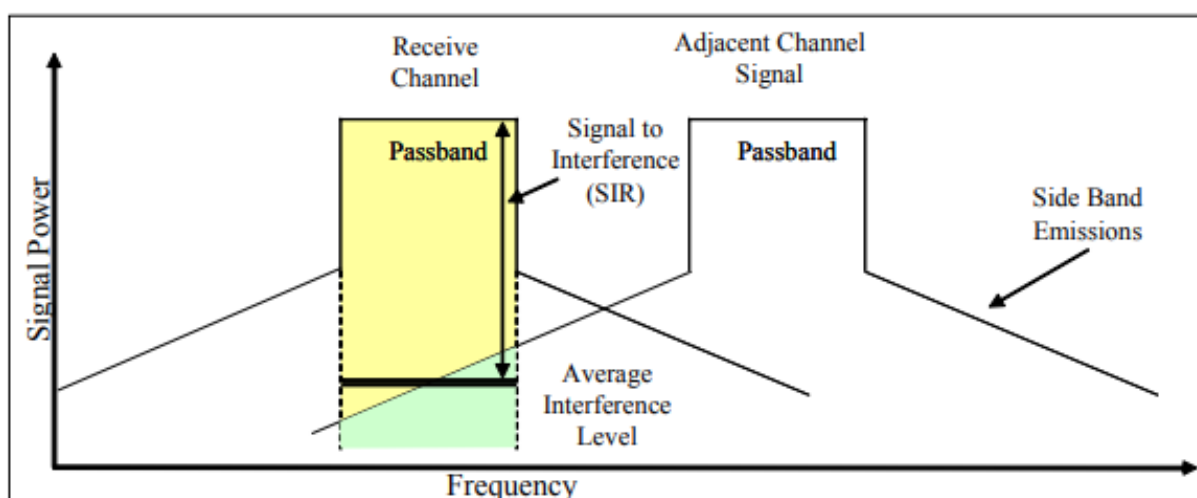 Receive
Channel
Adjacent Channel
Signal
Passband
Signal to
Interference
(SIR)
Passband
Side Band
Emissions
Signal Power
Average
Interference
Level
Frequency